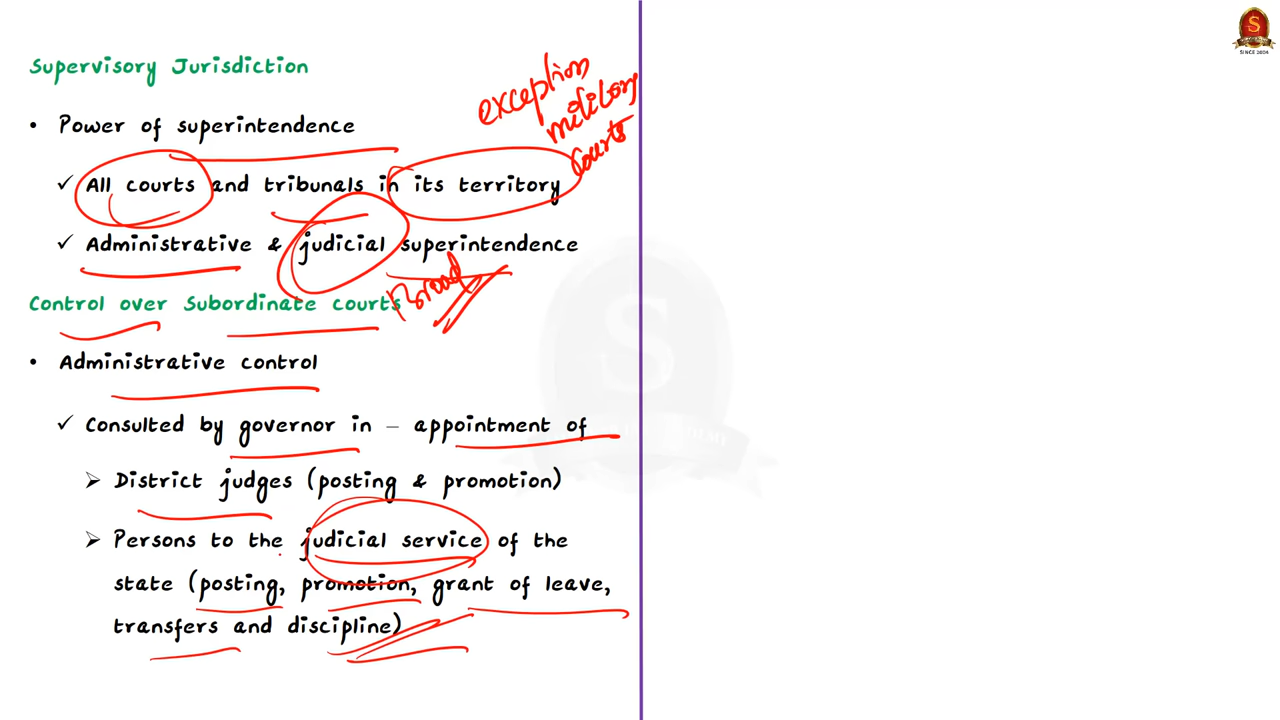 Supervisory Jurisdiction
exception
military
courts
• Power of superintendence
✓ All courts and tribunals in its territory
✓ Administrative & judicial superintendence
Broad
Control over Subordinate courts
• Administrative control
✓ Consulted by governor in – appointment of
➢ District judges (posting & promotion)
➢ Persons to the judicial service of the
state (posting, promotion, grant of leave,
transfers and discipline)
S
SINCE 2004